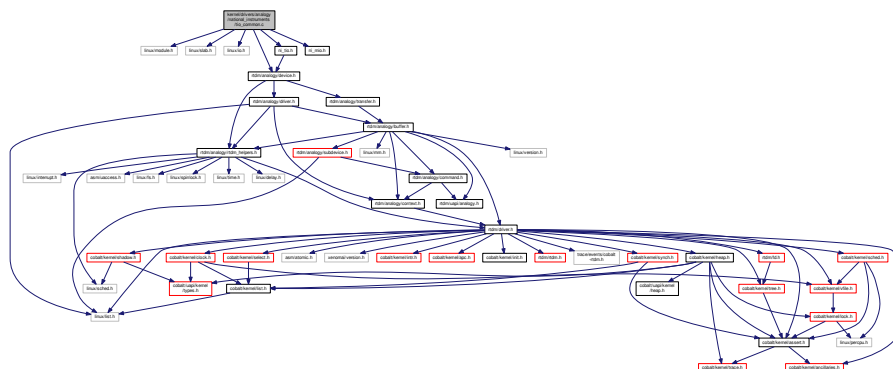 kernel/drivers/analogy
/national_instruments
/tio_common.c
linux/module.h
linux/slab.h
linux/io.h
ni_tio.h
ni_mio.h
rtdm/analogy/device.h
rtdm/analogy/driver.h
rtdm/analogy/transfer.h
rtdm/analogy/buffer.h
rtdm/analogy/rtdm_helpers.h
rtdm/analogy/subdevice.h
linux/mm.h
linux/version.h
linux/interrupt.h
asm/uaccess.h
linux/fs.h
linux/spinlock.h
linux/time.h
linux/delay.h
rtdm/analogy/command.h
rtdm/analogy/context.h
rtdm/uapi/analogy.h
rtdm/driver.h
cobalt/kernel/shadow.h
cobalt/kernel/clock.h
cobalt/kernel/select.h
asm/atomic.h
xenomai/version.h
cobalt/kernel/intr.h
cobalt/kernel/apc.h
cobalt/kernel/init.h
rtdm/rtdm.h
trace/events/cobalt
-rtdm.h
cobalt/kernel/synch.h
cobalt/kernel/heap.h
rtdm/fd.h
cobalt/kernel/sched.h
linux/sched.h
cobalt/uapi/kernel
/types.h
cobalt/kernel/list.h
cobalt/uapi/kernel
/heap.h
cobalt/kernel/tree.h
cobalt/kernel/vfile.h
linux/list.h
cobalt/kernel/lock.h
cobalt/kernel/assert.h
linux/percpu.h
cobalt/kernel/trace.h
cobalt/kernel/ancillaries.h